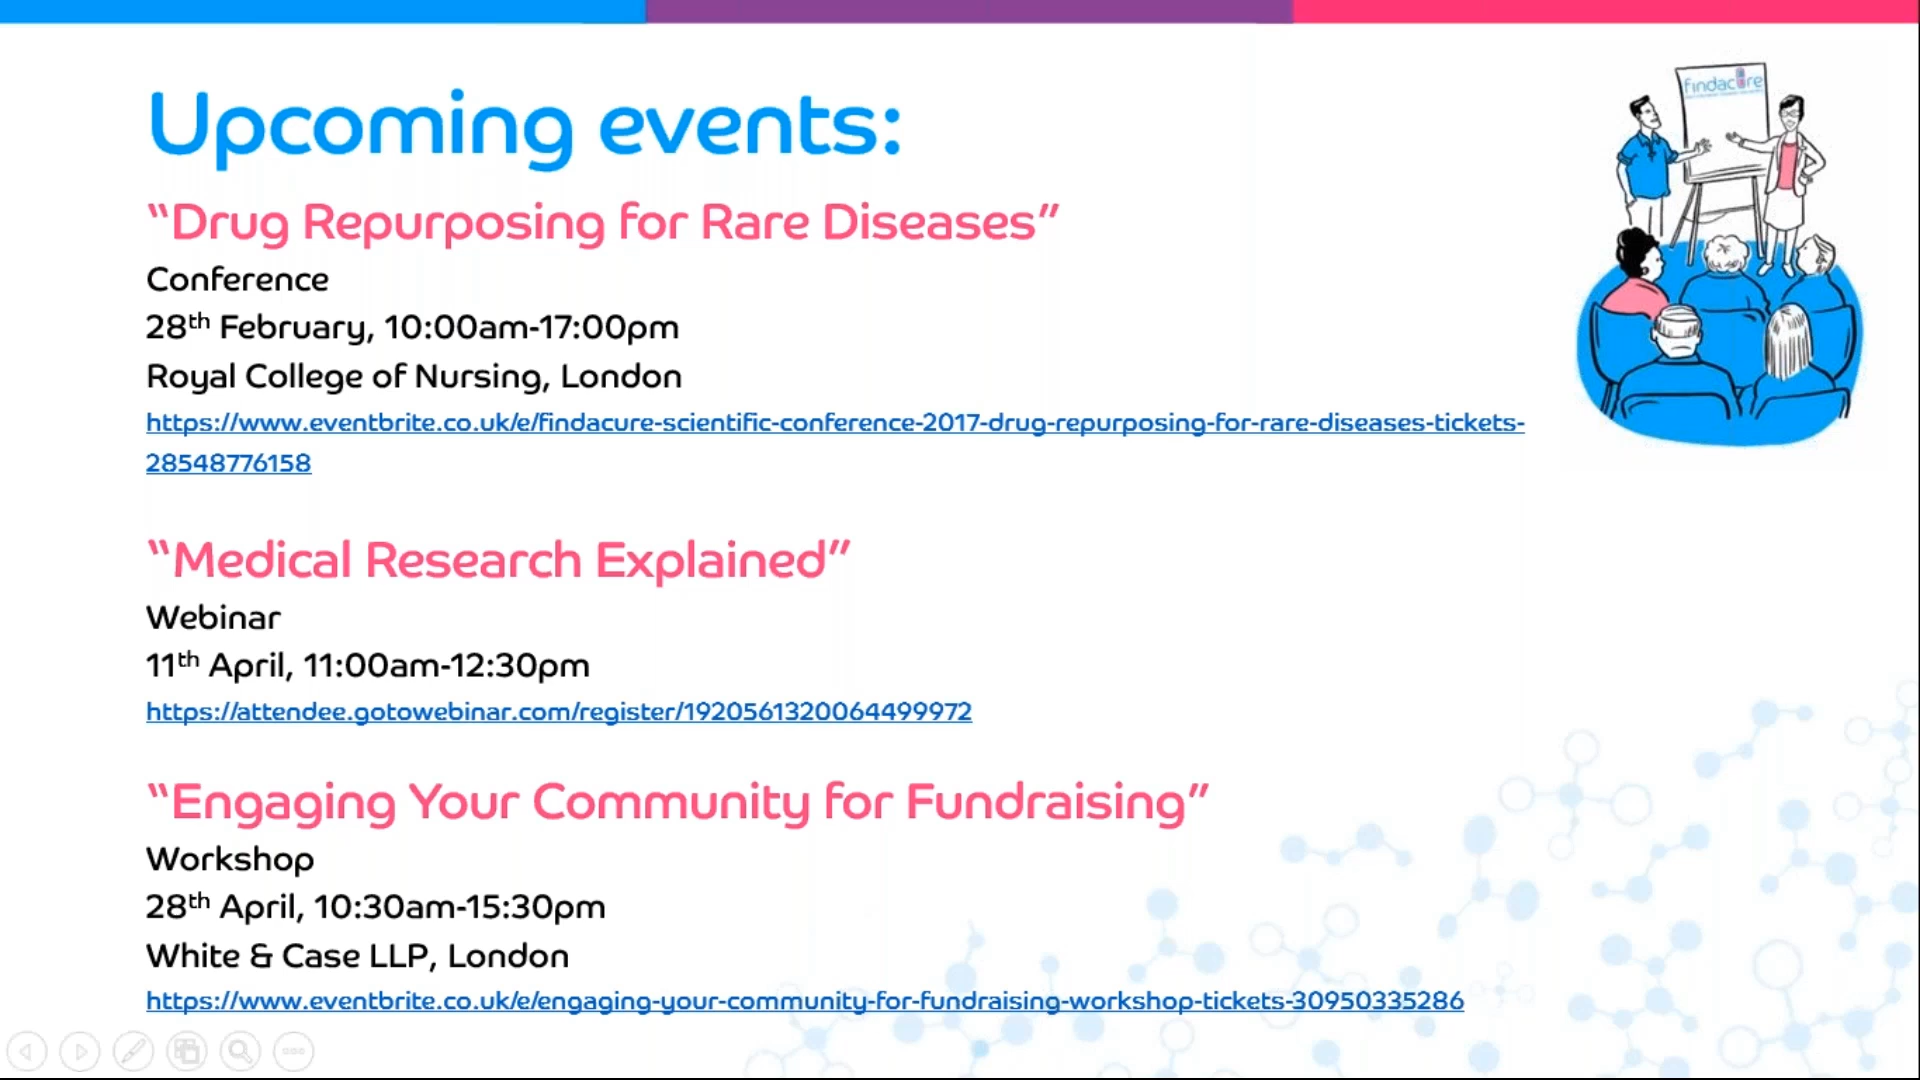 Upcoming events:
findacure
“Drug Repurposing for Rare Diseases”
Conference
28th February, 10:00am-17:00pm
Royal College of Nursing, London
https://www.eventbrite.co.uk/e/findacure-scientific-conference-2017-drug-repurposing-for-rare-diseases-tickets-
28548776158
“Medical Research Explained”
Webinar
11th April, 11:00am-12:30pm
https://attendee.gotowebinar.com/register/1920561320064499972
“Engaging Your Community for Fundraising”
Workshop
28th April, 10:30am-15:30pm
White & Case LLP, London
https://www.eventbrite.co.uk/e/engaging-your-community-for-fundraising-workshop-tickets-30950335286